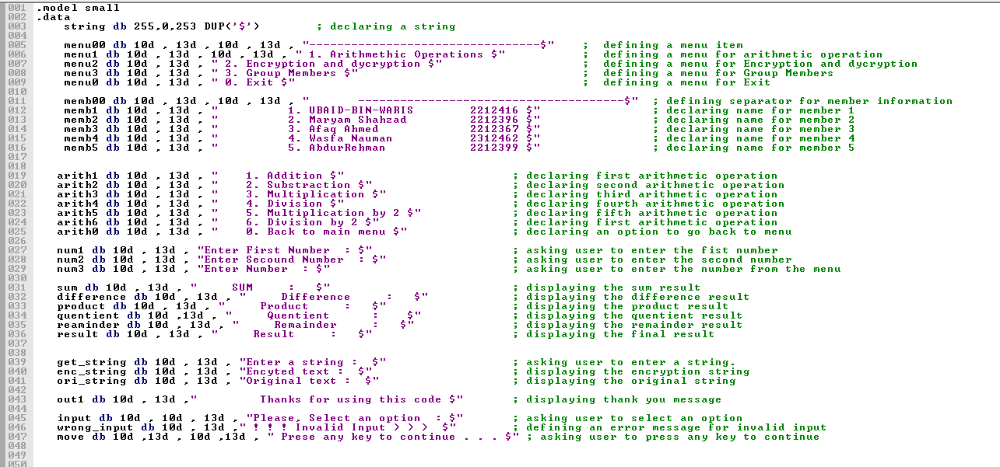 001 .model small
002 .data
003 string db 255,0,253 DUP('$') ; declaring a string
004
005 menu00 db 10d , 13d , 10d , 13d , "---------------------------------$" ; defining a menu item
006 menu1 db 10d , 13d , 10d , 13d , " 1. Arithmethic Operations $" ; defining a menu for arithmetic operation
007 menu2 db 10d , 13d , " 2. Encryption and dycryption $" ; defining a menu for Encryption and dycryption
008 menu3 db 10d , 13d , " 3. Group Members $" ; defining a menu for Group Members
009 menu0 db 10d , 13d , " 0. Exit $" ; defining a menu for Exit
010
011 memb00 db 10d , 13d , 10d , 13d , " --------------------------------------$" ; defining separator for member information
012 memb1 db 10d , 13d , " 1. UBAID-BIN-WARIS 2212416 $" ; declaring name for member 1
013 memb2 db 10d , 13d , " 2. Maryam Shahzad 2212396 $" ; declaring name for member 2
014 memb3 db 10d , 13d , " 3. Afaq Ahmed 2212367 $" ; declaring name for member 3
015 memb4 db 10d , 13d , " 4. Wasfa Nauman 2312462 $" ; declaring name for member 4
016 memb5 db 10d , 13d , " 5. AbdurRehman 2212399 $" ; declaring name for member 5
017
018
019 arith1 db 10d , 13d , " 1. Addition $" ; declaring first arithmetic operation
020 arith2 db 10d , 13d , " 2. Substraction $" ; declaring second arithmetic operation
021 arith3 db 10d , 13d , " 3. Multiplication $" ; declaring third arithmetic operation
022 arith4 db 10d , 13d , " 4. Division $" ; declaring fourth arithmetic operation
023 arith5 db 10d , 13d , " 5. Multiplication by 2 $" ; declaring fifth arithmetic operation
024 arith6 db 10d , 13d , " 6. Division by 2 $" ; declaring first arithmetic operation
025 arith0 db 10d , 13d , " 0. Back to main menu $" ; declaring an option to go back to menu
026
027 num1 db 10d , 13d , "Enter First Number : $" ; asking user to enter the fist number
028 num2 db 10d , 13d , "Enter Secound Number : $" ; asking user to enter the second number
029 num3 db 10d , 13d , "Enter Number : $" ; asking user to enter the number from the menu
030
031 sum db 10d , 13d , " SUM : $" ; displaying the sum result
032 difference db 10d , 13d , " Difference : $" ; displaying the difference result
033 product db 10d , 13d , " Product : $" ; displaying the product result
034 quentient db 10d ,13d , " Quentient : $" ; displaying the quentient result
035 reaminder db 10d , 13d , " Remainder : $" ; displaying the remainder result
036 result db 10d , 13d , " Result : $" ; displaying the final result
037
038
039 get_string db 10d , 13d , "Enter a string : $" ; asking user to enter a string.
040 enc_string db 10d , 13d , "Encyted text : $" ; displaying the encryption string
041 ori_string db 10d , 13d , "Original text : $" ; displaying the original string
042
043 out1 db 10d , 13d ," Thanks for using this code $" ; displaying thank you message
044
045 input db 10d , 10d , 13d , "Please, Select an option : $" ; asking user to select an option
046 wrong_input db 10d , 13d ," ! ! ! Invalid Input > > > $" ; defining an error message for invalid input
047 move db 10d ,13d , 10d ,13d , " Prese any key to continue . . . $" ; asking user to press any key to continue
048
049
050